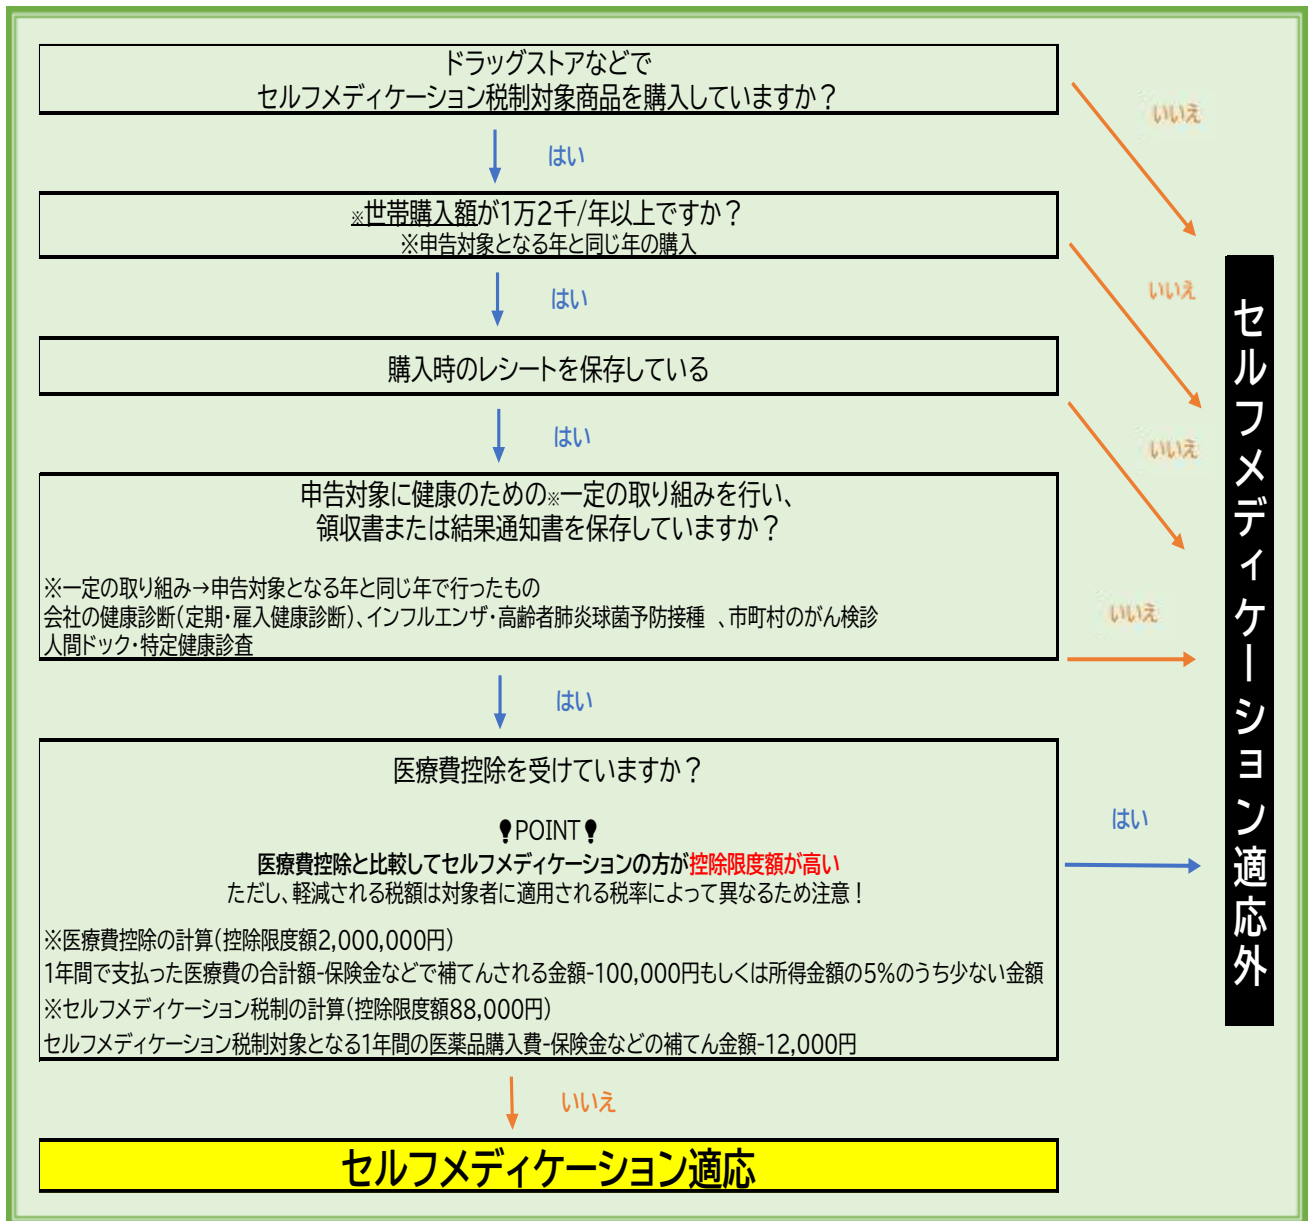 ドラッグストアなどで
セルフメディケーション税制対象商品を購入していますか？
いいえ
はい
※世帯購入額が1万2千/年以上ですか？
※申告対象となる年と同じ年の購入
いいえ
はい
購入時のレシートを保存している
いいえ
はい
申告対象に健康のための※一定の取り組みを行い、
領収書または結果通知書を保存していますか？
※一定の取り組み→申告対象となる年と同じ年で行ったもの
会社の健康診断(定期・雇入健康診断)、インフルエンザ・高齢者肺炎球菌予防接種　、市町村のがん検診
人間ドック・特定健康診査
いいえ
はい
医療費控除を受けていますか？
POINT
医療費控除と比較してセルフメディケーションの方が控除限度額が高い
ただし、軽減される税額は対象者に適用される税率によって異なるため注意！
※医療費控除の計算(控除限度額2,000,000円)
1年間で支払った医療費の合計額-保険金などで補てんされる金額-100,000円もしくは所得金額の5%のうち少ない金額
※セルフメディケーション税制の計算(控除限度額88,000円)
セルフメディケーション税制対象となる1年間の医薬品購入費-保険金などの補てん金額-12,000円
はい
いいえ
セルフメディケーション適応
セルフメディケーション適応外